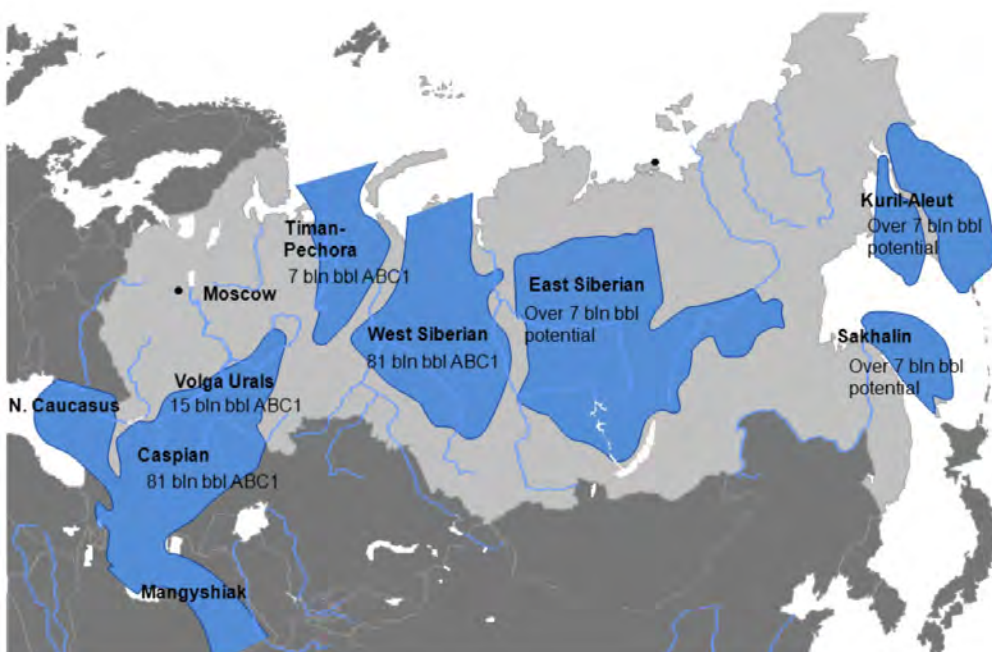 Kuril-Aleut
Over 7 bln bbl
potential
Timan-
Pechora
7 bln bbl ABC1
Moscow
East Siberian
Over 7 bln bbl
potential
West Siberian
81 bln bbl ABC1
Sakhalin
Over 7 bln bbl
potential
Volga Urals
15 bln bbl ABC1
N. Caucasus
Caspian
81 bln bbl ABC1
Mangyshiak